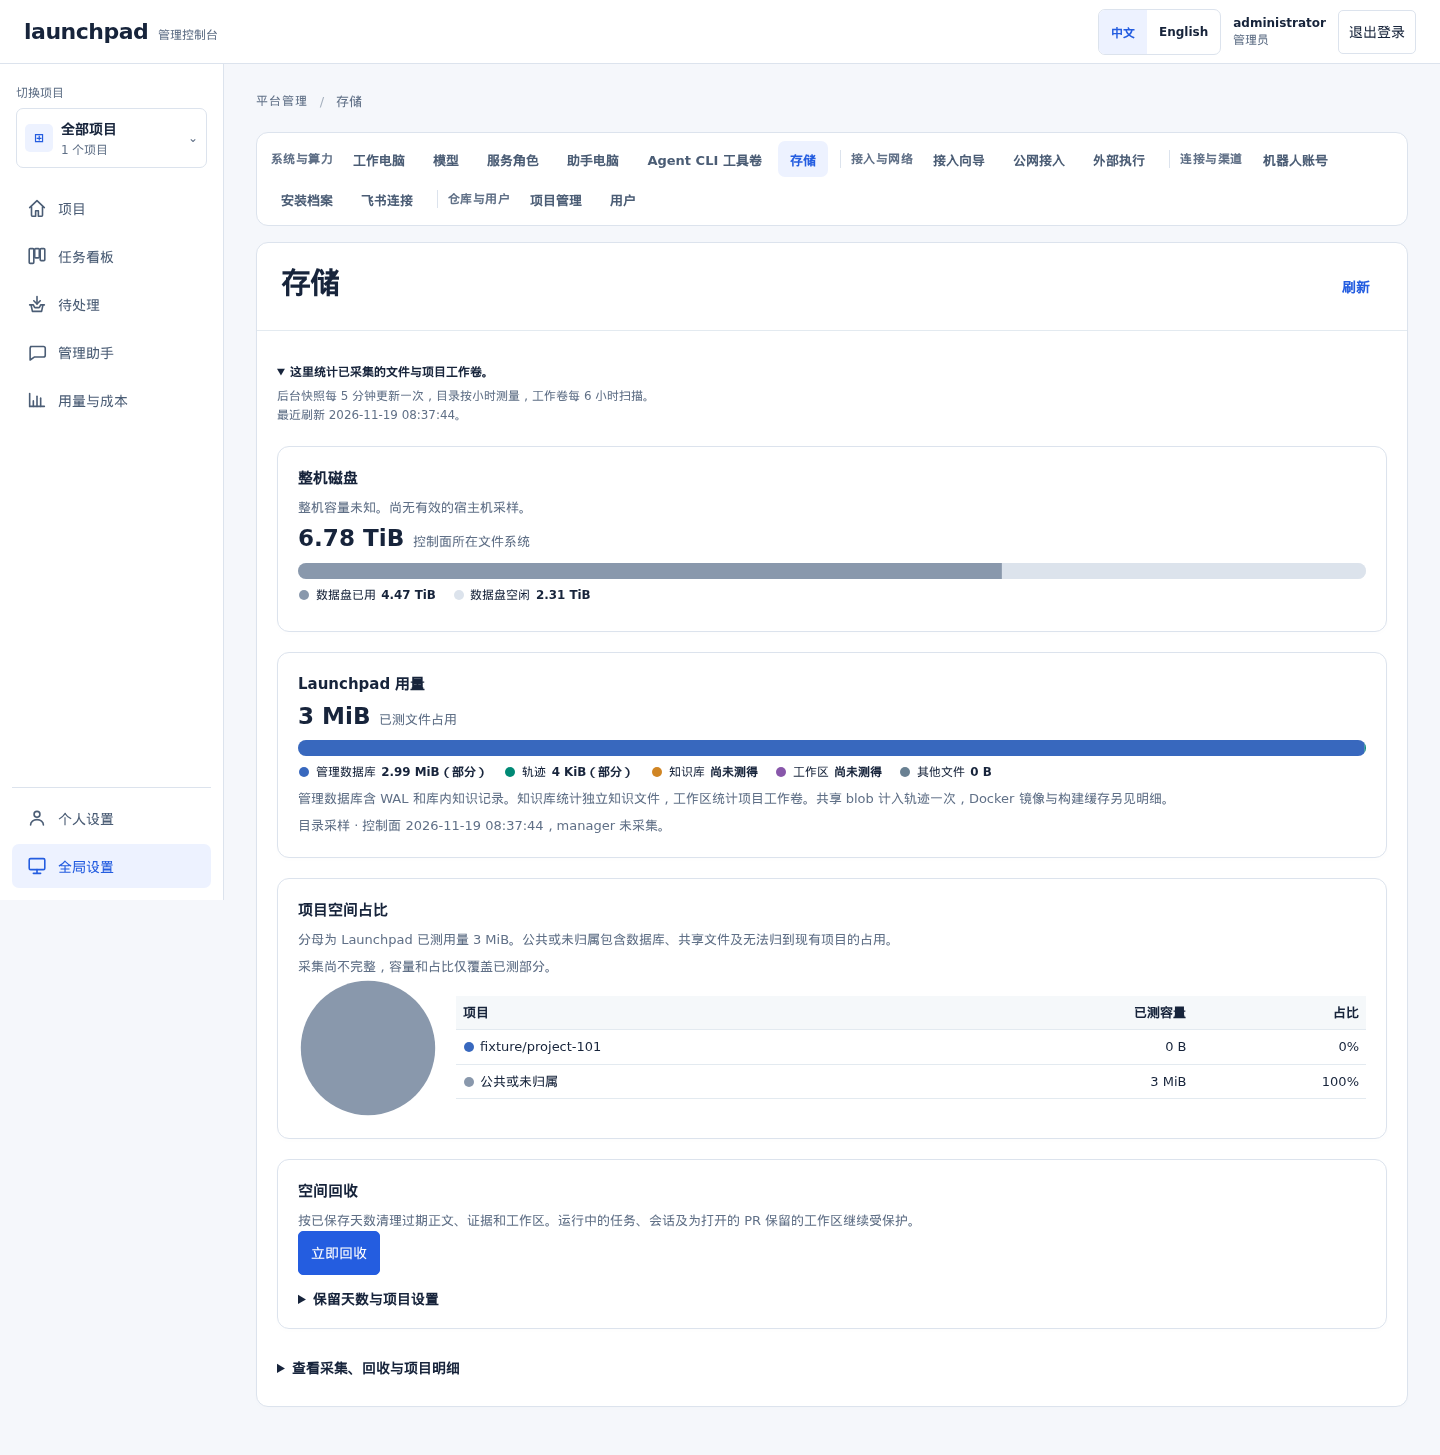 launchpad 管理控制台
中文 English
administrator
管理员
退出登录
切换项目
全部项目
1 个项目
项目
任务看板
待处理
管理助手
用量与成本
个人设置
全局设置
平台管理 / 存储
系统与算力 工作电脑 模型 服务角色 助手电脑 Agent CLI 工具卷 存储 接入与网络 接入向导 公网接入 外部执行 连接与渠道 机器人账号
安装档案 飞书连接 仓库与用户 项目管理 用户
存储
刷新
▼ 这里统计已采集的文件与项目工作卷。
后台快照每 5 分钟更新一次，目录按小时测量，工作卷每 6 小时扫描。
最近刷新 2026-11-19 08:37:44。
整机磁盘
整机容量未知。尚无有效的宿主机采样。
6.78 TiB 控制面所在文件系统
数据盘已用 4.47 TiB 数据盘空闲 2.31 TiB
Launchpad 用量
3 MiB 已测文件占用
管理数据库 2.99 MiB（部分） 轨迹 4 KiB（部分） 知识库 尚未测得 工作区 尚未测得 其他文件 0 B
管理数据库含 WAL 和库内知识记录。知识库统计独立知识文件，工作区统计项目工作卷。共享 blob 计入轨迹一次，Docker 镜像与构建缓存另见明细。
目录采样 · 控制面 2026-11-19 08:37:44，manager 未采集。
项目空间占比
分母为 Launchpad 已测用量 3 MiB。公共或未归属包含数据库、共享文件及无法归到现有项目的占用。
采集尚不完整，容量和占比仅覆盖已测部分。
项目 已测容量 占比
fixture/project-101 0 B 0%
公共或未归属 3 MiB 100%
空间回收
按已保存天数清理过期正文、证据和工作区。运行中的任务、会话及为打开的 PR 保留的工作区继续受保护。
立即回收
▶ 保留天数与项目设置
▶ 查看采集、回收与项目明细